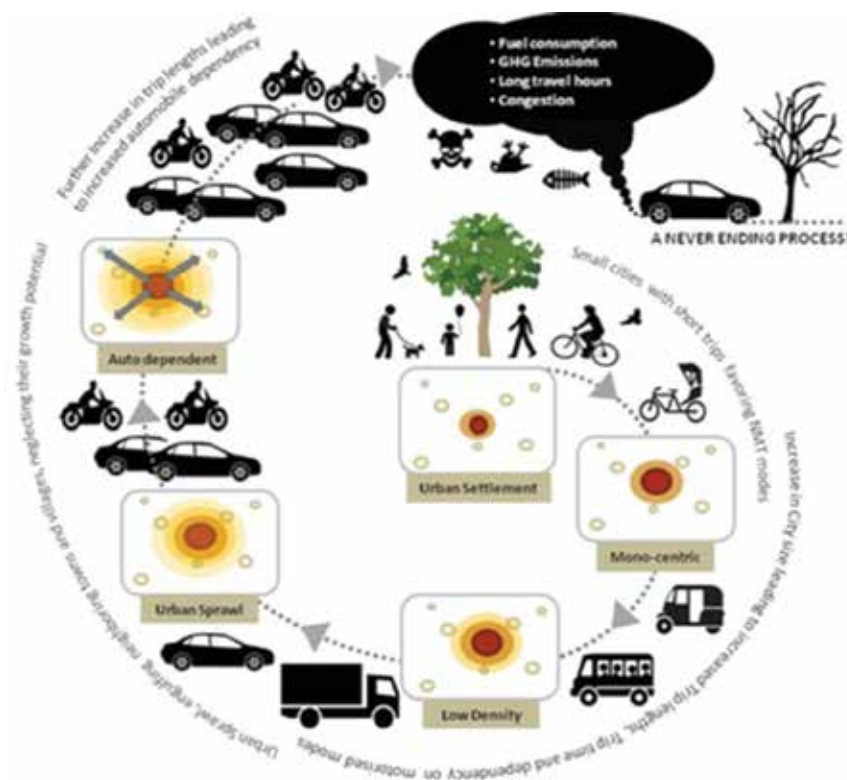 • Fuel consumption
• GHG Emissions
• Long travel hours
• Congestion
A NEVER ENDING PROCESS!
Small cities with short trips favoring NMT modes
Urban Settlement
Mono-centric
Increase in City size leading to increased Trip lengths, Trip time and dependency on motorised modes
Low Density
Urban Sprawl
Urban Sprawl, engulfing neighboring towns and villages, neglecting their growth potential
Auto dependent
Further Increase in trip lengths leading
to increased automobile dependency